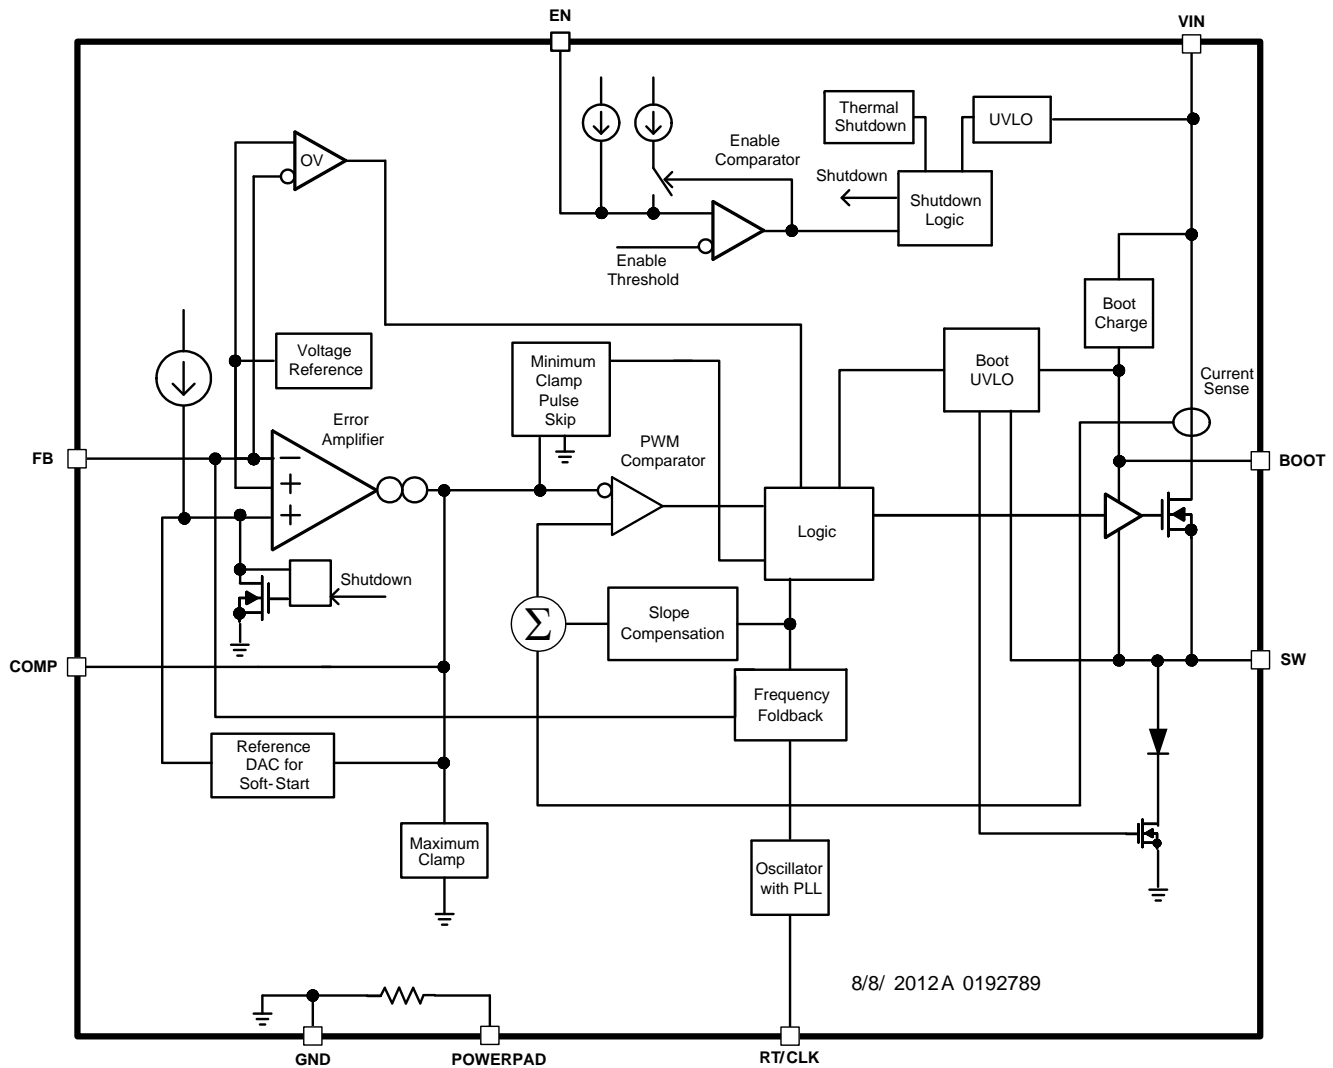 EN
VIN
Thermal
Shutdown
UVLO
Enable
Comparator
OV
Shutdown
Shutdown
Logic
Enable
Threshold
Boot
Charge
Voltage
Reference
Minimum
Clamp
Pulse
Skip
Boot
UVLO
Current
Sense
Error
Amplifier
PWM
Comparator
FB
BOOT
−
+
+
Logic
Shutdown
Σ
Slope
Compensation
COMP
SW
Frequency
Foldback
Reference
DAC for
Soft-Start
Maximum
Clamp
Oscillator
with PLL
8/8/ 2012 A 0192789
GND
POWERPAD
RT/CLK